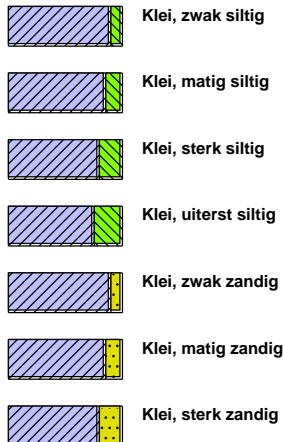 Klei, zwak siltig
Klei, matig siltig
Klei, sterk siltig
Klei, uiterst siltig
Klei, zwak zandig
Klei, matig zandig
Klei, sterk zandig